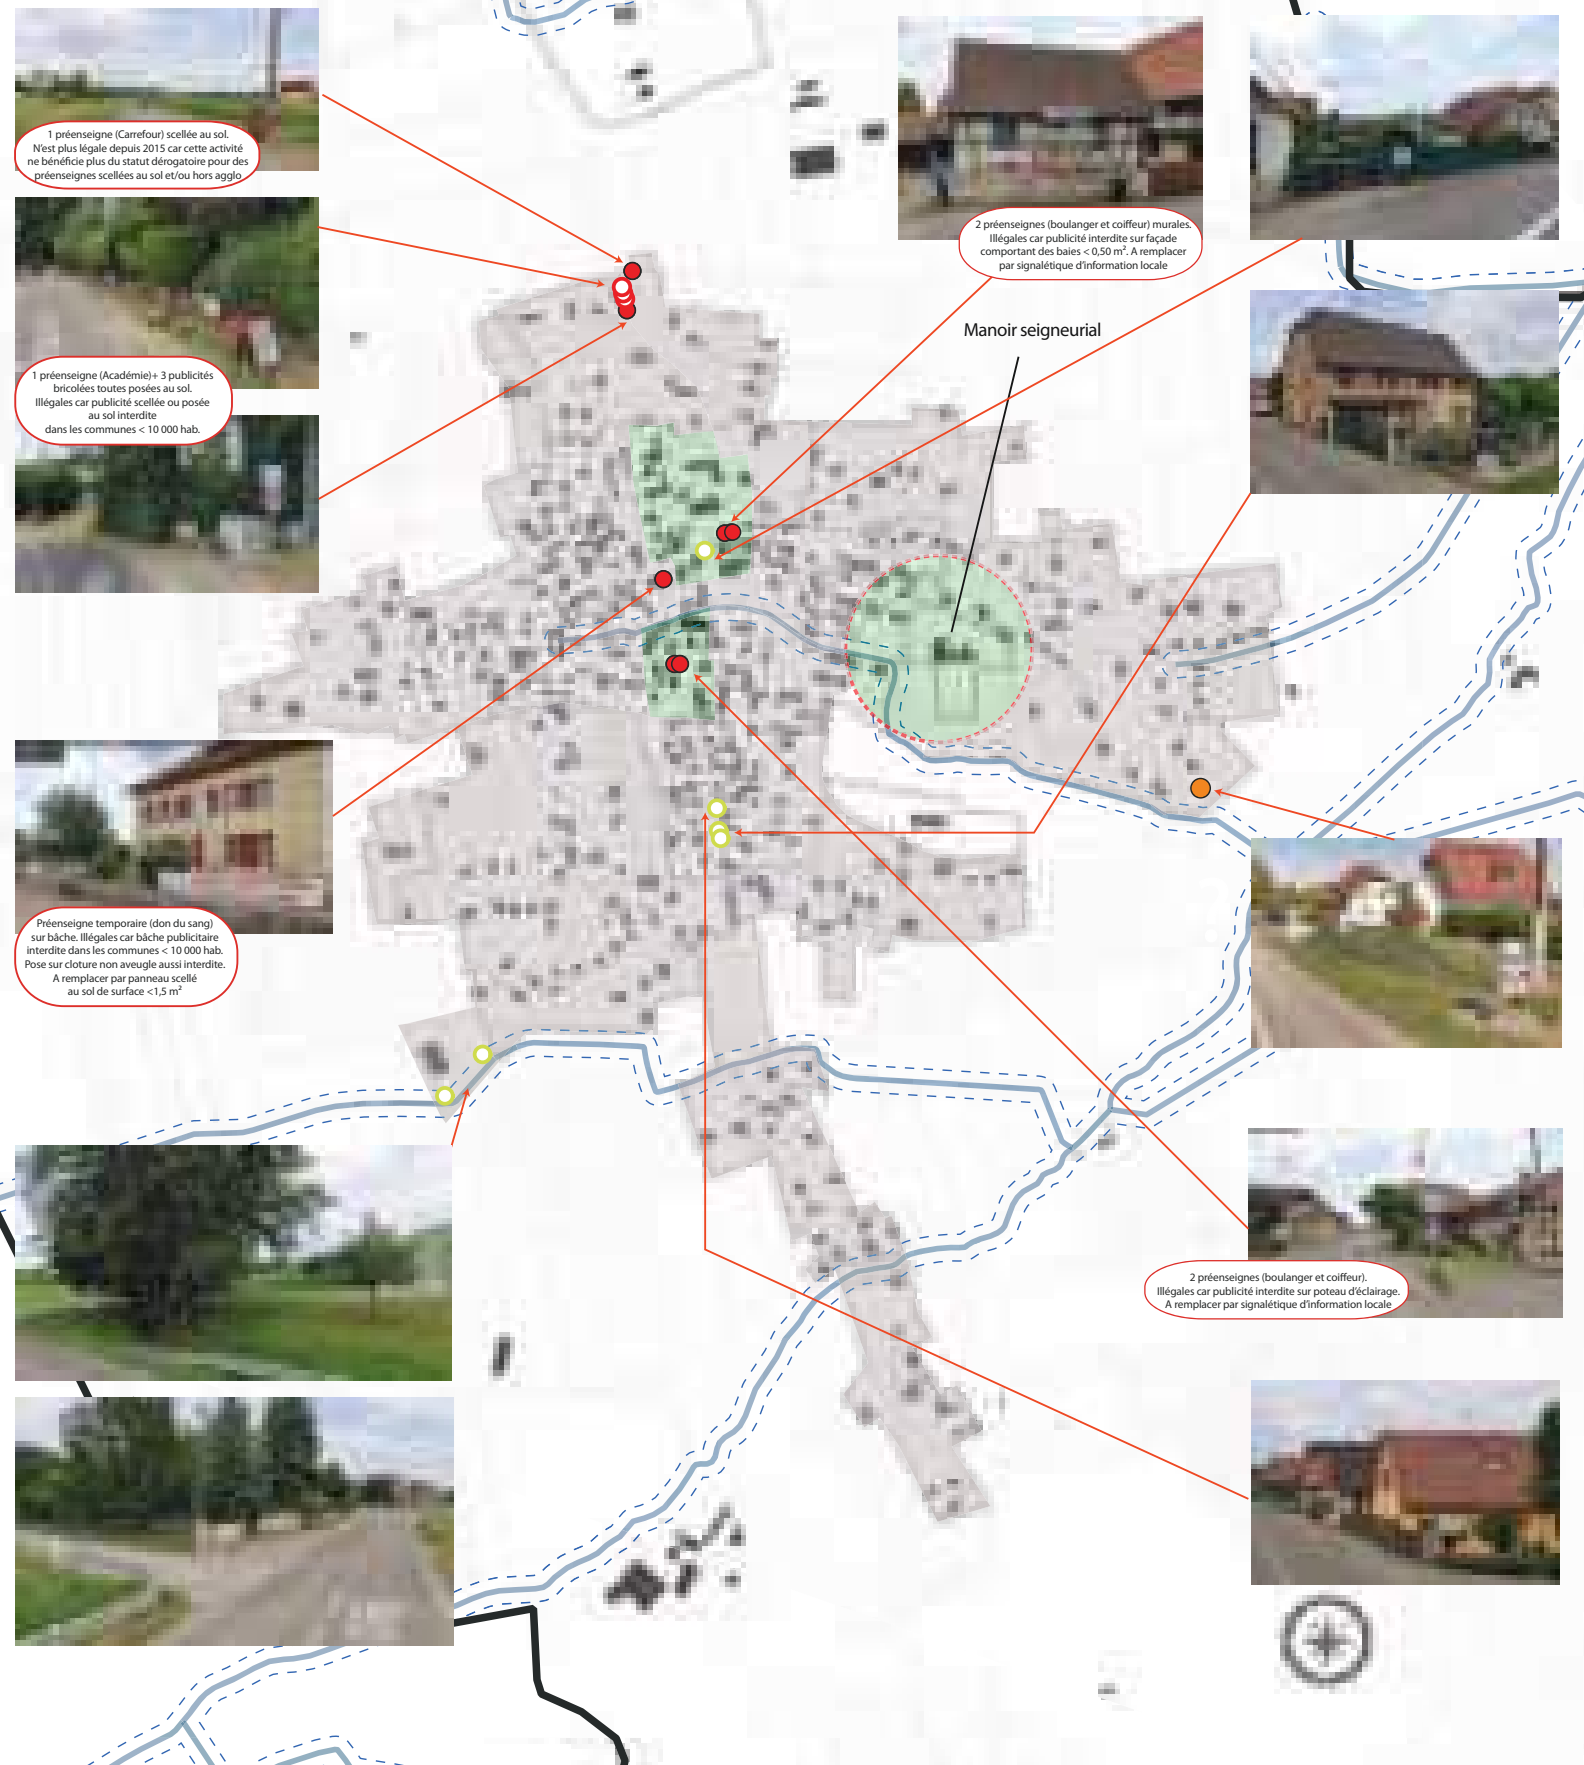 1 préenseigne (Carrefour) scellée au sol.
N'est plus légale depuis 2015 car cette activité
ne bénéficie plus du statut dérogatoire pour des
préenseignes scellées au sol et/ou hors agglo
1 préenseigne (Académie)+ 3 publicités
bricolées toutes posées au sol.
Illégales car publicité scellée ou posée
au sol interdite
dans les communes < 10 000 hab.
2 préenseignes (boulanger et coiffeur) murales.
Illégales car publicité interdite sur façade
comportant des baies < 0,50 m². A remplacer
par signalétique d'information locale
Manoir seigneurial
Préenseigne temporaire (don du sang)
sur bâche. Illégales car bâche publicitaire
interdite dans les communes < 10 000 hab.
Pose sur cloture non aveugle aussi interdite.
A remplacer par panneau scellé
au sol de surface <1,5 m²
2 préenseignes (boulanger et coiffeur).
Illégales car publicité interdite sur poteau d'éclairage.
A remplacer par signalétique d'information locale